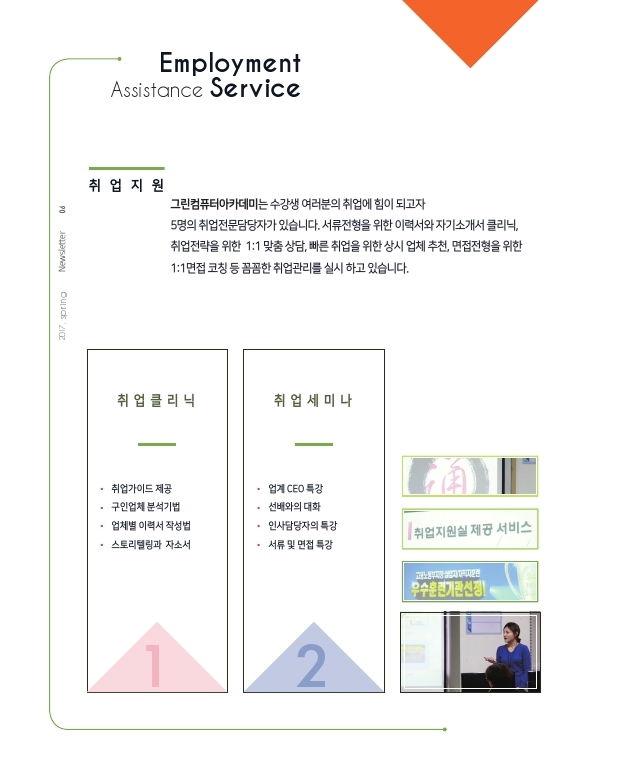 Employment
Assistance Service
취업지원
그린컴퓨터아카데미는 수강생 여러분의 취업에 힘이 되고자
5명의 취업전문담당자가 있습니다. 서류전형을 위한 이력서와 자기소개서 클리닉,
취업전략을 위한 1:1 맞춤 상담, 빠른 취업을 위한 상시 업체 추천, 면접전형을 위한
1:1면접 코칭 등 꼼꼼한 취업관리를 실시 하고 있습니다.
2017. spring Newsletter 06
취업클리닉
• 취업가이드 제공
• 구인업체 분석기법
• 업체별 이력서 작성법
• 스토리텔링과 자소서
1
취업세미나
• 업계 CEO 특강
• 선배와의 대화
• 인사담당자의 특강
• 서류 및 면접 특강
2
취업지원실 제공 서비스
우수훈련기관선정!